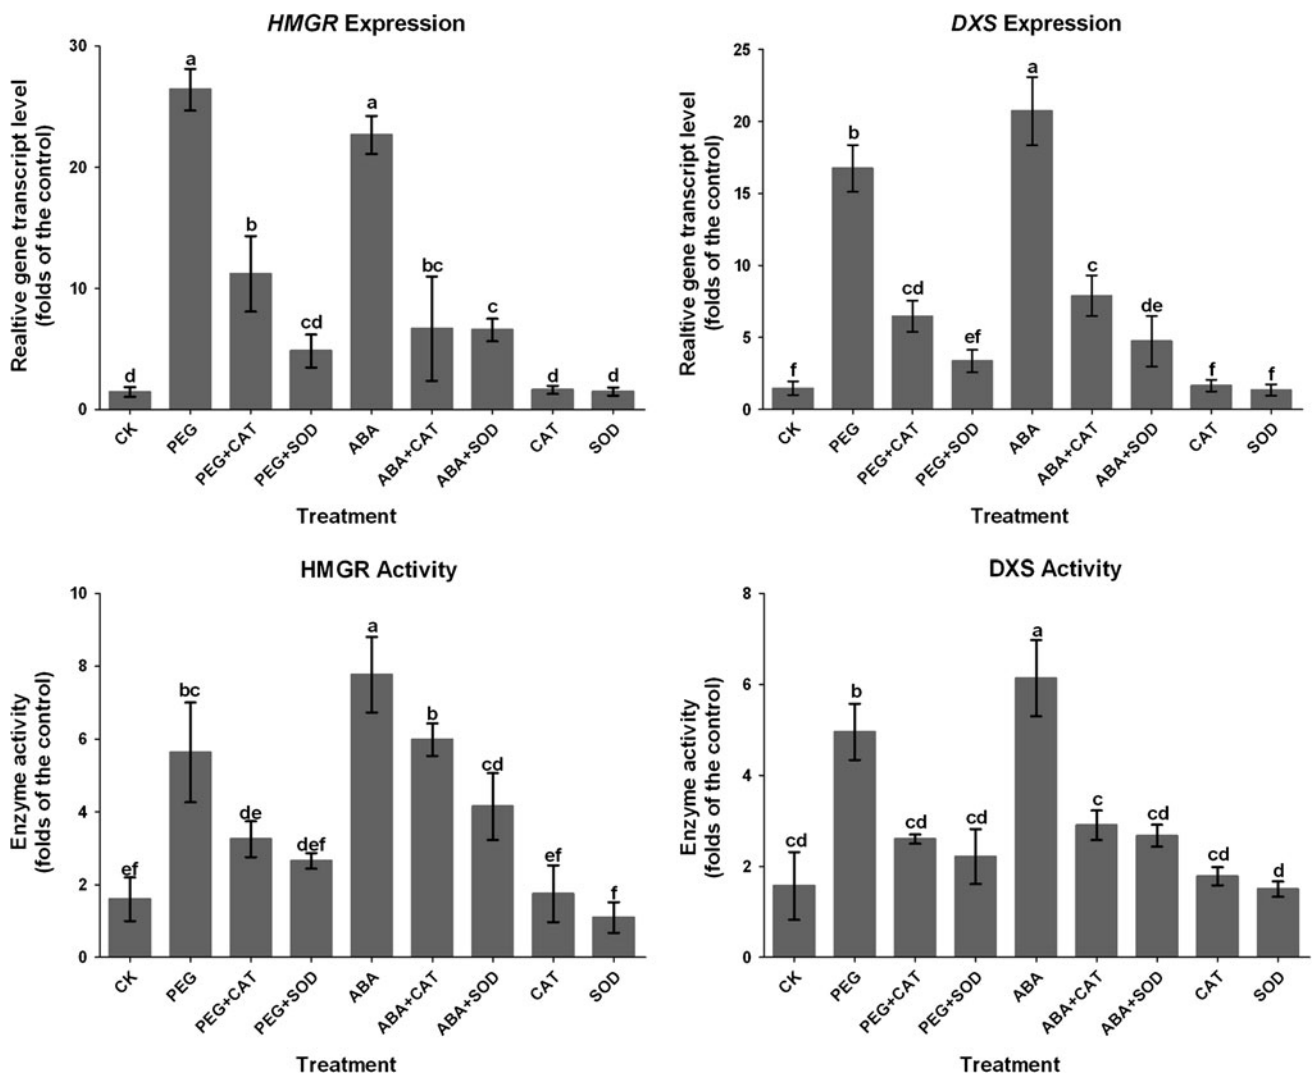 HMGR Expression
Realtive gene transcript level
(folds of the control)
30
20
10
0
d
a
b
cd
a
bc
c
d
d
CK
PEG
PEG+CAT
PEG+SOD
ABA
ABA+CAT
ABA+SOD
CAT
SOD
Treatment
DXS Expression
Realtive gene transcript level
(folds of the control)
25
20
15
10
5
0
f
b
cd
ef
a
c
de
f
f
CK
PEG
PEG+CAT
PEG+SOD
ABA
ABA+CAT
ABA+SOD
CAT
SOD
Treatment
HMGR Activity
Enzyme activity
(folds of the control)
10
8
6
4
2
0
ef
bc
de
def
a
b
cd
ef
f
CK
PEG
PEG+CAT
PEG+SOD
ABA
ABA+CAT
ABA+SOD
CAT
SOD
Treatment
DXS Activity
Enzyme activity
(folds of the control)
8
6
4
2
0
cd
b
cd
cd
a
c
cd
cd
d
CK
PEG
PEG+CAT
PEG+SOD
ABA
ABA+CAT
ABA+SOD
CAT
SOD
Treatment